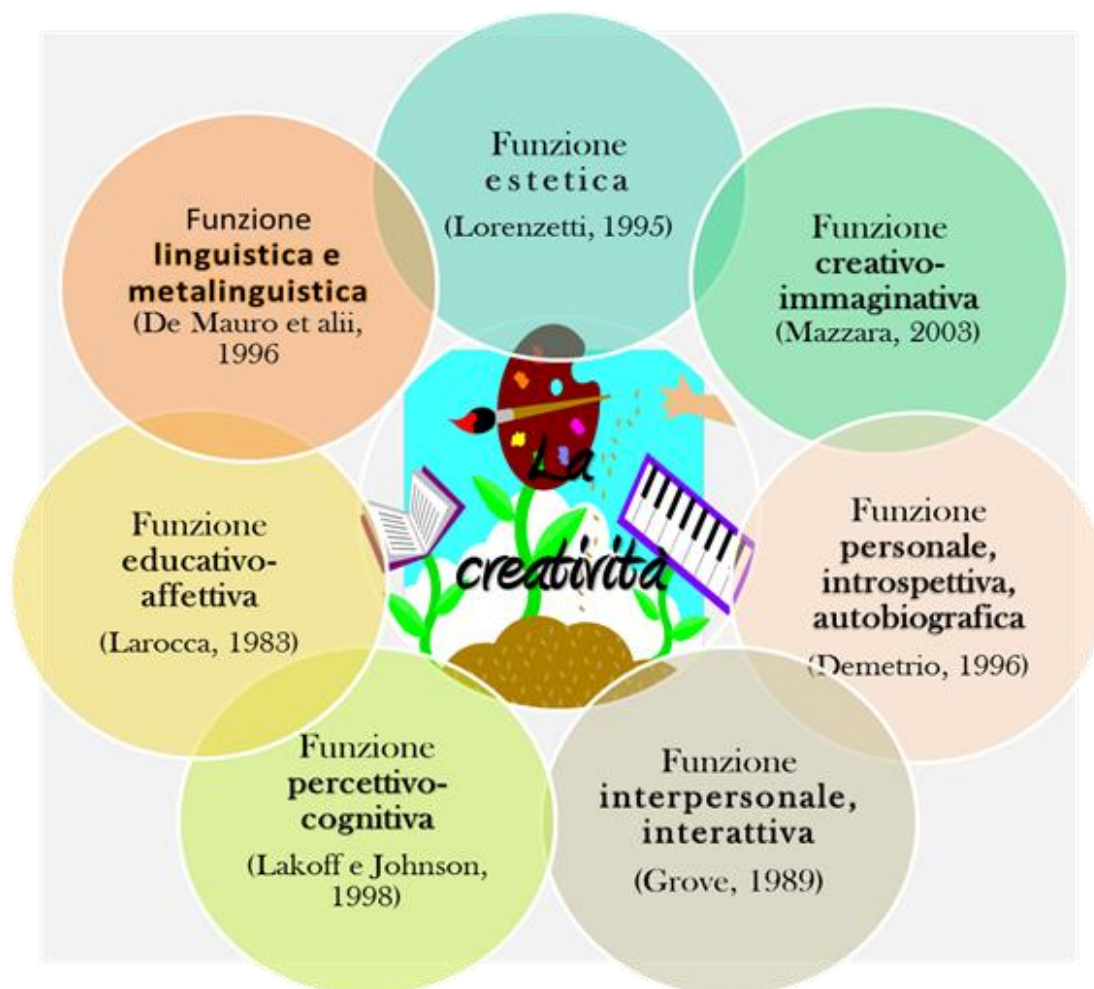 Funzione
estetica
(Lorenzetti, 1995)
Funzione
creativo-
immaginativa
(Mazzara, 2003)
Funzione
personale,
introspettiva,
autobiografica
(Demetrio, 1996)
Funzione
interpersonale,
interattiva
(Grove, 1989)
Funzione
percettivo-
cognitiva
(Lakoff e Johnson,
1998)
Funzione
educativo-
affettiva
(Larocca, 1983)
Funzione
linguistica e
metalinguistica
(De Mauro et alii,
1996
La
creatività